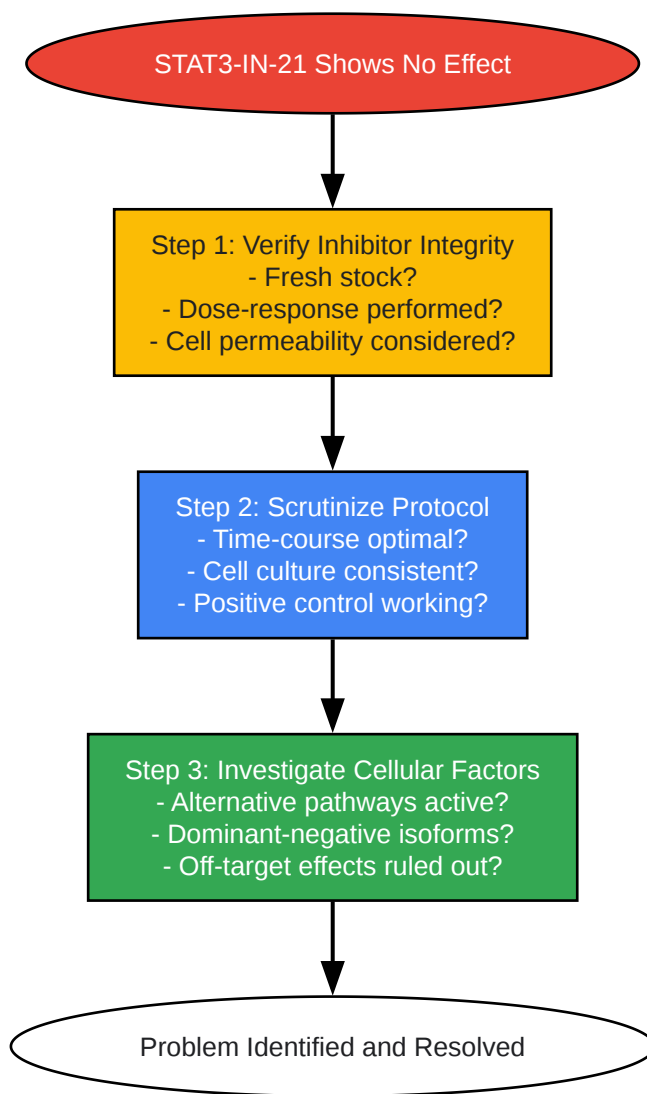 STAT3-IN-21 Shows No Effect
Step 1: Verify Inhibitor Integrity
- Fresh stock?
- Dose-response performed?
- Cell permeability considered?
Step 2: Scrutinize Protocol
- Time-course optimal?
- Cell culture consistent?
- Positive control working?
Step 3: Investigate Cellular Factors
- Alternative pathways active?
- Dominant-negative isoforms?
- Off-target effects ruled out?
Problem Identified and Resolved